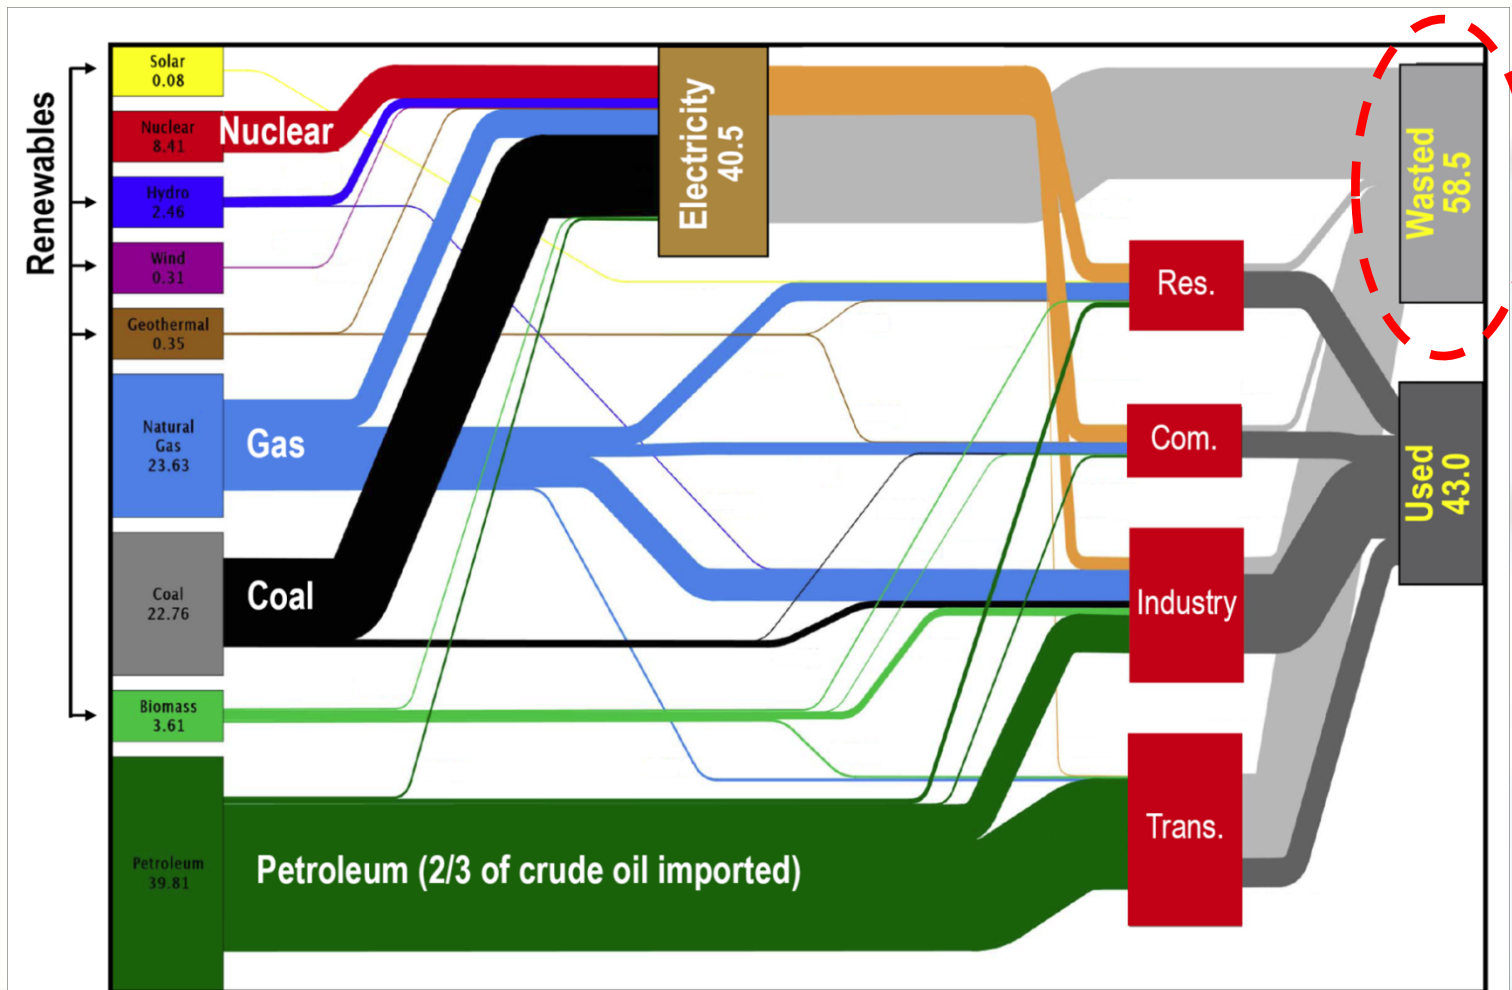 Renewables
Solar
0.08
Nuclear
8.41
Nuclear
Hydro
2.46
Wind
0.31
Geothermal
0.35
Natural
Gas
23.63
Gas
Coal
22.76
Coal
Biomass
3.61
Petroleum
39.81
Petroleum (2/3 of crude oil imported)
Electricity
40.5
Res.
Com.
Industry
Trans.
Wasted
58.5
Used
43.0